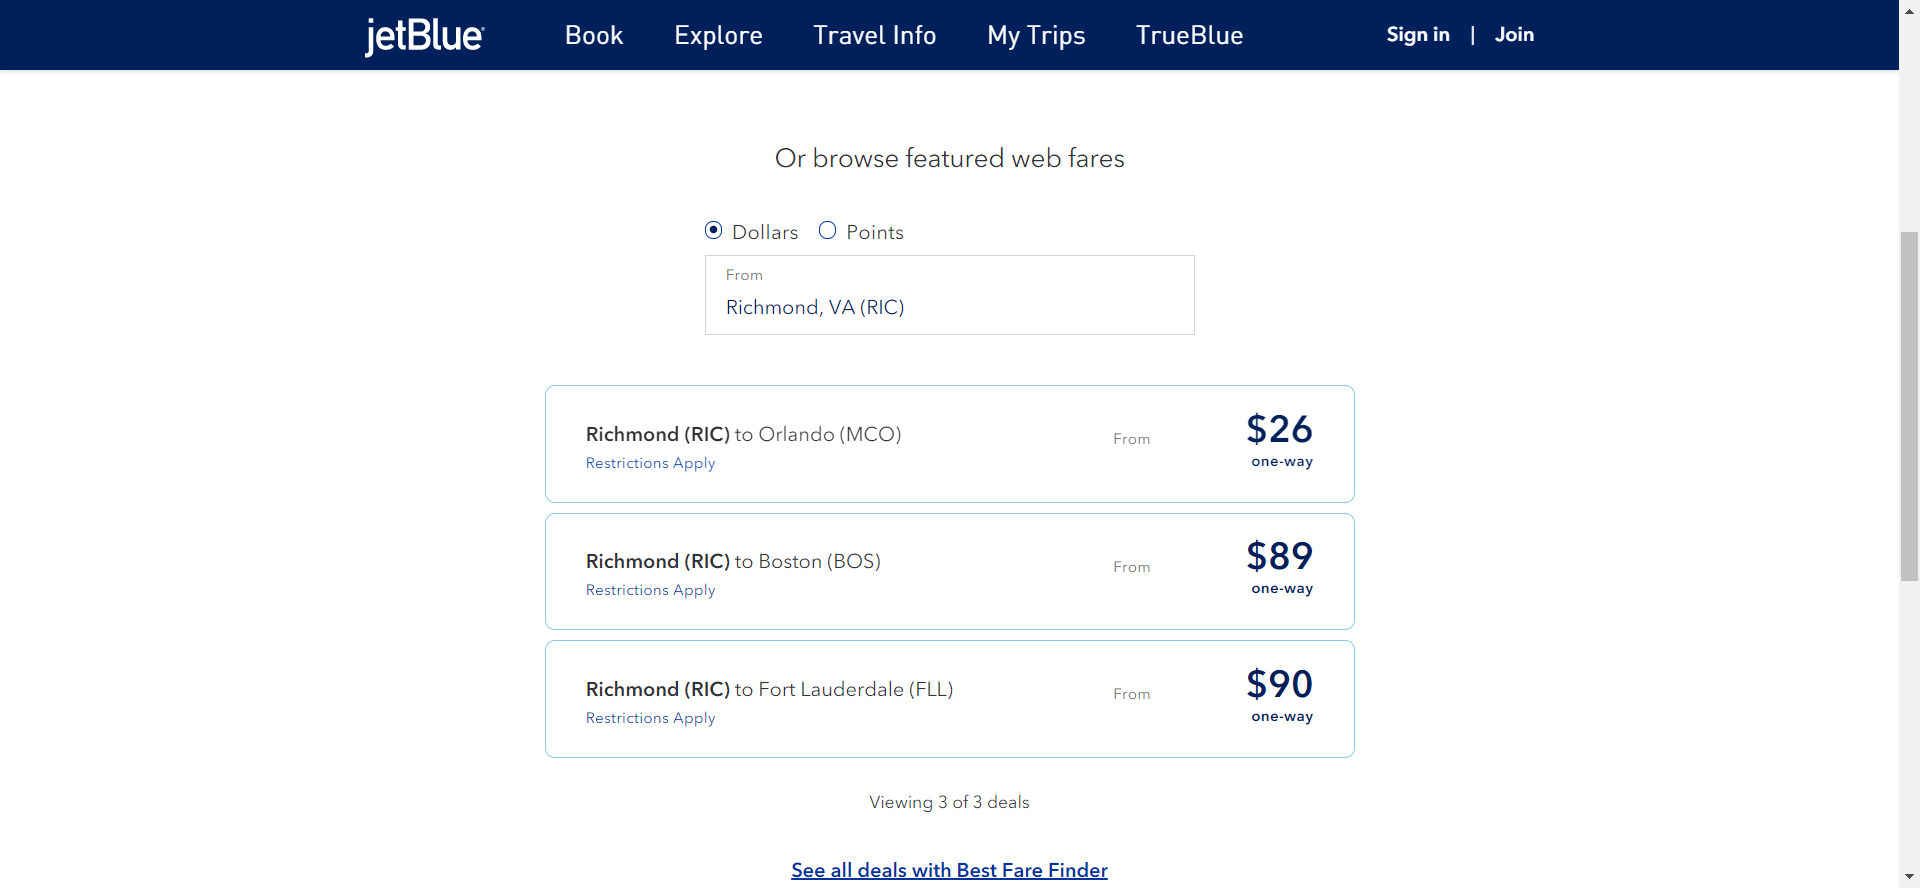 jetBlue
Book Explore Travel Info My Trips TrueBlue Sign in | Join
Or browse featured web fares
Dollars Points
From
Richmond, VA (RIC)
Richmond (RIC) to Orlando (MCO) From $26
Restrictions Apply one-way
Richmond (RIC) to Boston (BOS) From $89
Restrictions Apply one-way
Richmond (RIC) to Fort Lauderdale (FLL) From $90
Restrictions Apply one-way
Viewing 3 of 3 deals
See all deals with Best Fare Finder